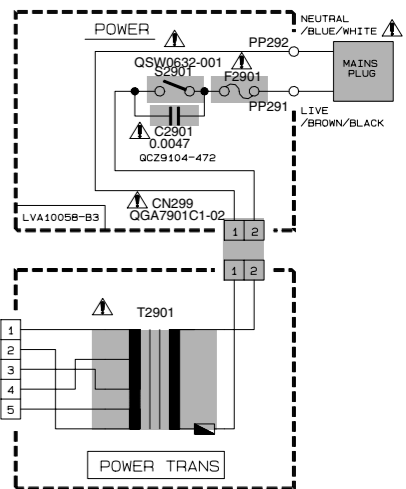 POWER
NEUTRAL
/BLUE/WHITE
PP292
QSW0632-001
S2901
F2901
MAINS
PLUG
PP291
LIVE
/BROWN/BLACK
C2901
0.0047
QCZ9104-472
CN299
QGA7901C1-02
LVA10058-B3
1 2
1 2
T2901
1
2
3
4
5
POWER TRANS